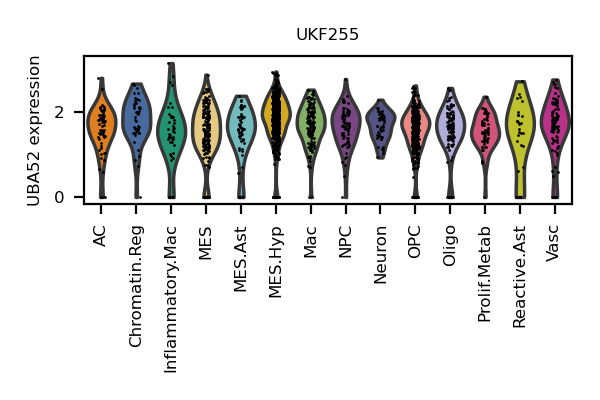 UKF255
UBA52 expression
2
0
AC
Chromatin.Reg
Inflammatory.Mac
MES
MES.Ast
MES.Hyp
Mac
NPC
Neuron
OPC
Oligo
Prolif.Metab
Reactive.Ast
Vasc